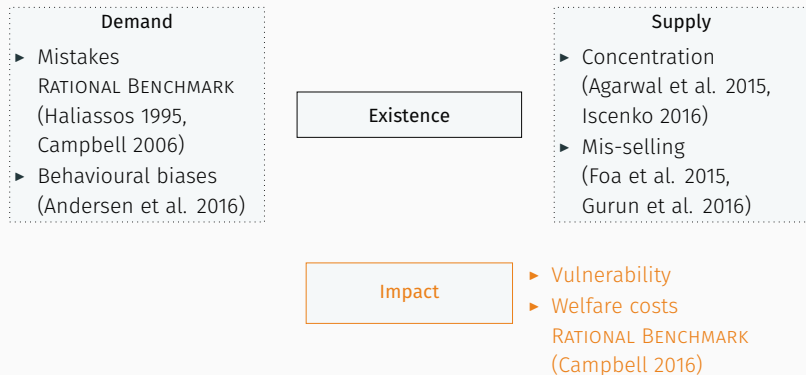 Demand
▸ Mistakes
RATIONAL BENCHMARK
(Haliassos 1995,
Campbell 2006)
▸ Behavioural biases
(Andersen et al. 2016)
Existence
Supply
▸ Concentration
(Agarwal et al. 2015,
Iscenko 2016)
▸ Mis-selling
(Foa et al. 2015,
Gurun et al. 2016)
Impact
▸ Vulnerability
▸ Welfare costs
RATIONAL BENCHMARK
(Campbell 2016)